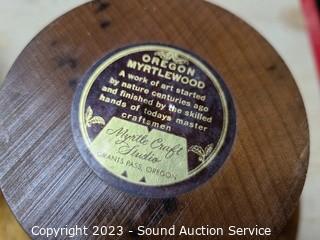 OREGON
MYRTLEWOOD
A work of art started
by nature centuries ago
and finished by the skilled
hands of todays master
craftsmen
Myrtle Craft
Studio
GRANTS PASS, OREGON
Copyright 2023 - Sound Auction Service